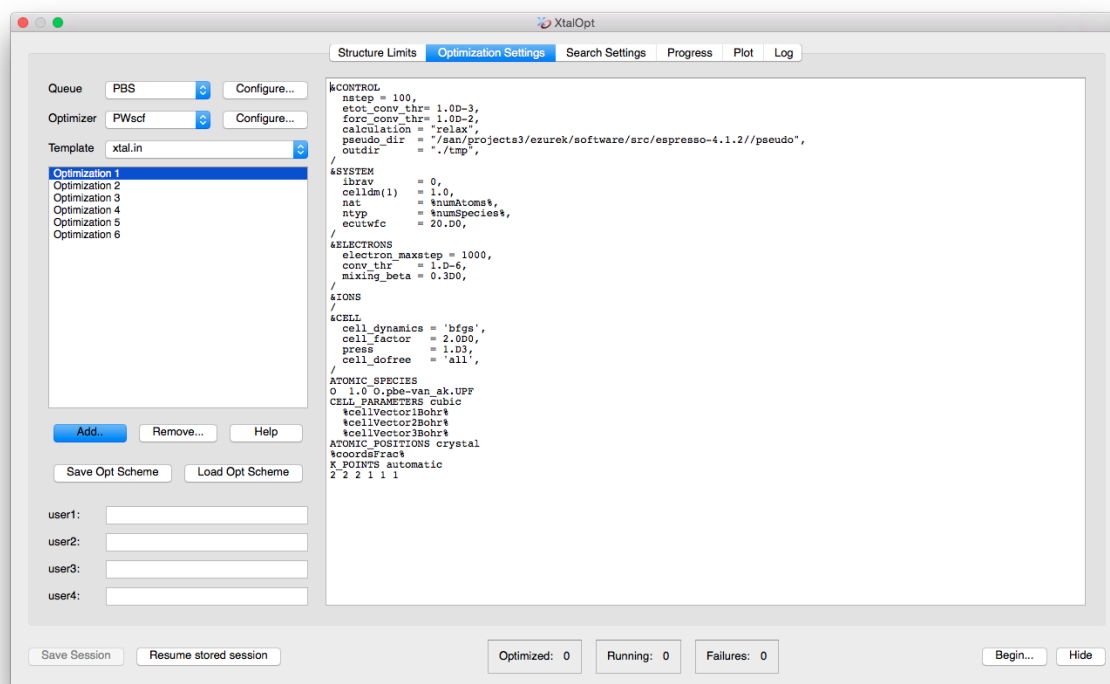 XtalOpt
Structure Limits Optimization Settings Search Settings Progress Plot Log
Queue PBS Configure...
Optimizer PWscf Configure...
Template xtal.in
Optimization 1
Optimization 2
Optimization 3
Optimization 4
Optimization 5
Optimization 6
Add.. Remove... Help
Save Opt Scheme Load Opt Scheme
user1:
user2:
user3:
user4:
&CONTROL
  nstep = 100,
  etot_conv_thr= 1.0D-3,
  forc_conv_thr= 1.0D-2,
  calculation = "relax",
  pseudo_dir  = "/san/projects3/ezurek/software/src/espresso-4.1.2//pseudo",
  outdir      = "./tmp",
/
&SYSTEM
  ibrav       = 0,
  celldm(1)   = 1.0,
  nat         = %numAtoms%,
  ntyp        = %numSpecies%,
  ecutwfc     = 20.D0,
/
&ELECTRONS
  electron_maxstep = 1000,
  conv_thr    = 1.D-6,
  mixing_beta = 0.3D0,
/
&IONS
/
&CELL
  cell_dynamics = 'bfgs',
  cell_factor   = 2.0D0,
  press         = 1.D3,
  cell_dofree   = 'all',
/
ATOMIC_SPECIES
O  1.0 O.pbe-van_ak.UPF
CELL_PARAMETERS cubic
  %cellVector1Bohr%
  %cellVector2Bohr%
  %cellVector3Bohr%
ATOMIC_POSITIONS crystal
%coordsFrac%
K_POINTS automatic
2 2 2 1 1 1
Save Session Resume stored session Optimized: 0 Running: 0 Failures: 0 Begin... Hide